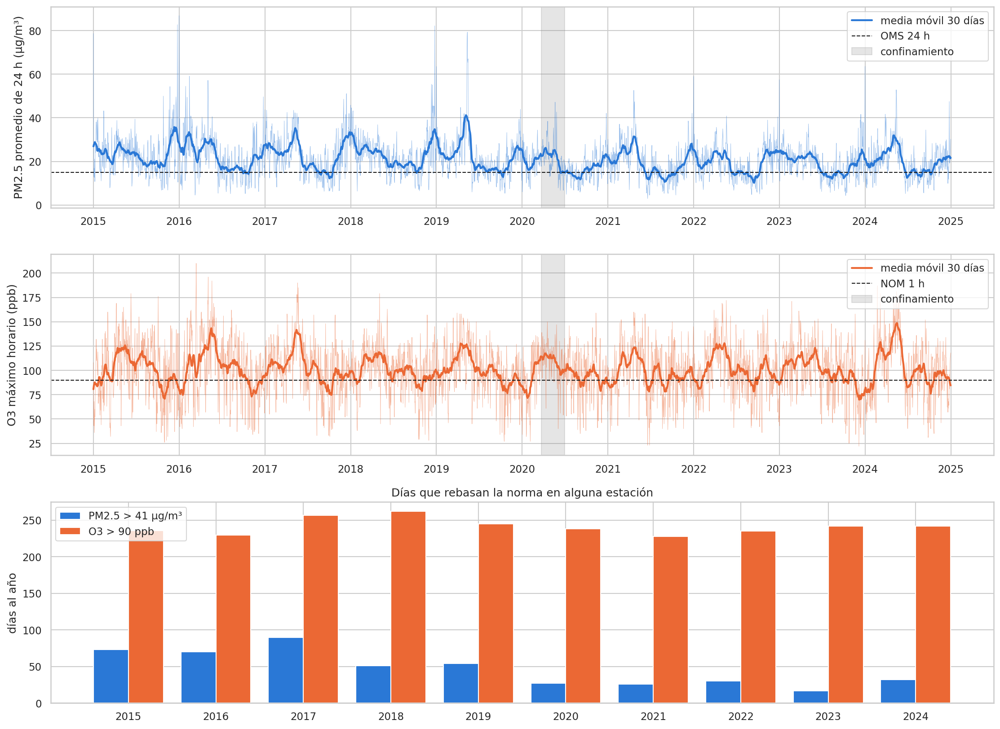 PM2.5 promedio de 24 h (µg/m³)
80
60
40
20
0
media móvil 30 días
OMS 24 h
confinamiento
2015 2016 2017 2018 2019 2020 2021 2022 2023 2024 2025
O3 máximo horario (ppb)
200
175
150
125
100
75
50
25
media móvil 30 días
NOM 1 h
confinamiento
2015 2016 2017 2018 2019 2020 2021 2022 2023 2024 2025
Días que rebasan la norma en alguna estación
días al año
250
200
150
100
50
0
PM2.5 > 41 µg/m³
O3 > 90 ppb
2015 2016 2017 2018 2019 2020 2021 2022 2023 2024